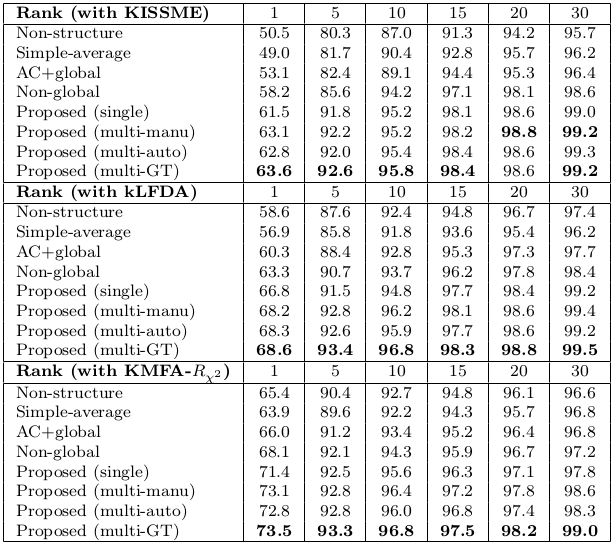 Rank (with KISSME) 1 5 10 15 20 30
Non-structure 50.5 80.3 87.0 91.3 94.2 95.7
Simple-average 49.0 81.7 90.4 92.8 95.7 96.2
AC+global 53.1 82.4 89.1 94.4 95.3 96.4
Non-global 58.2 85.6 94.2 97.1 98.1 98.6
Proposed (single) 61.5 91.8 95.2 98.1 98.6 99.0
Proposed (multi-manu) 63.1 92.2 95.2 98.2 98.8 99.2
Proposed (multi-auto) 62.8 92.0 95.4 98.4 98.6 99.3
Proposed (multi-GT) 63.6 92.6 95.8 98.4 98.6 99.2
Rank (with kLFDA) 1 5 10 15 20 30
Non-structure 58.6 87.6 92.4 94.8 96.7 97.4
Simple-average 56.9 85.8 91.8 93.6 95.4 96.2
AC+global 60.3 88.4 92.8 95.3 97.3 97.7
Non-global 63.3 90.7 93.7 96.2 97.8 98.4
Proposed (single) 66.8 91.5 94.8 97.7 98.4 99.2
Proposed (multi-manu) 68.2 92.8 96.2 98.1 98.6 99.4
Proposed (multi-auto) 68.3 92.6 95.9 97.7 98.6 99.2
Proposed (multi-GT) 68.6 93.4 96.8 98.3 98.8 99.5
Rank (with KMFA-R_χ²) 1 5 10 15 20 30
Non-structure 65.4 90.4 92.7 94.8 96.1 96.6
Simple-average 63.9 89.6 92.2 94.3 95.7 96.8
AC+global 66.0 91.2 93.4 95.2 96.4 96.8
Non-global 68.1 92.1 94.3 95.9 96.7 97.2
Proposed (single) 71.4 92.5 95.6 96.3 97.1 97.8
Proposed (multi-manu) 73.1 92.8 96.4 97.2 97.8 98.6
Proposed (multi-auto) 72.8 92.8 96.0 96.8 97.4 98.3
Proposed (multi-GT) 73.5 93.3 96.8 97.5 98.2 99.0